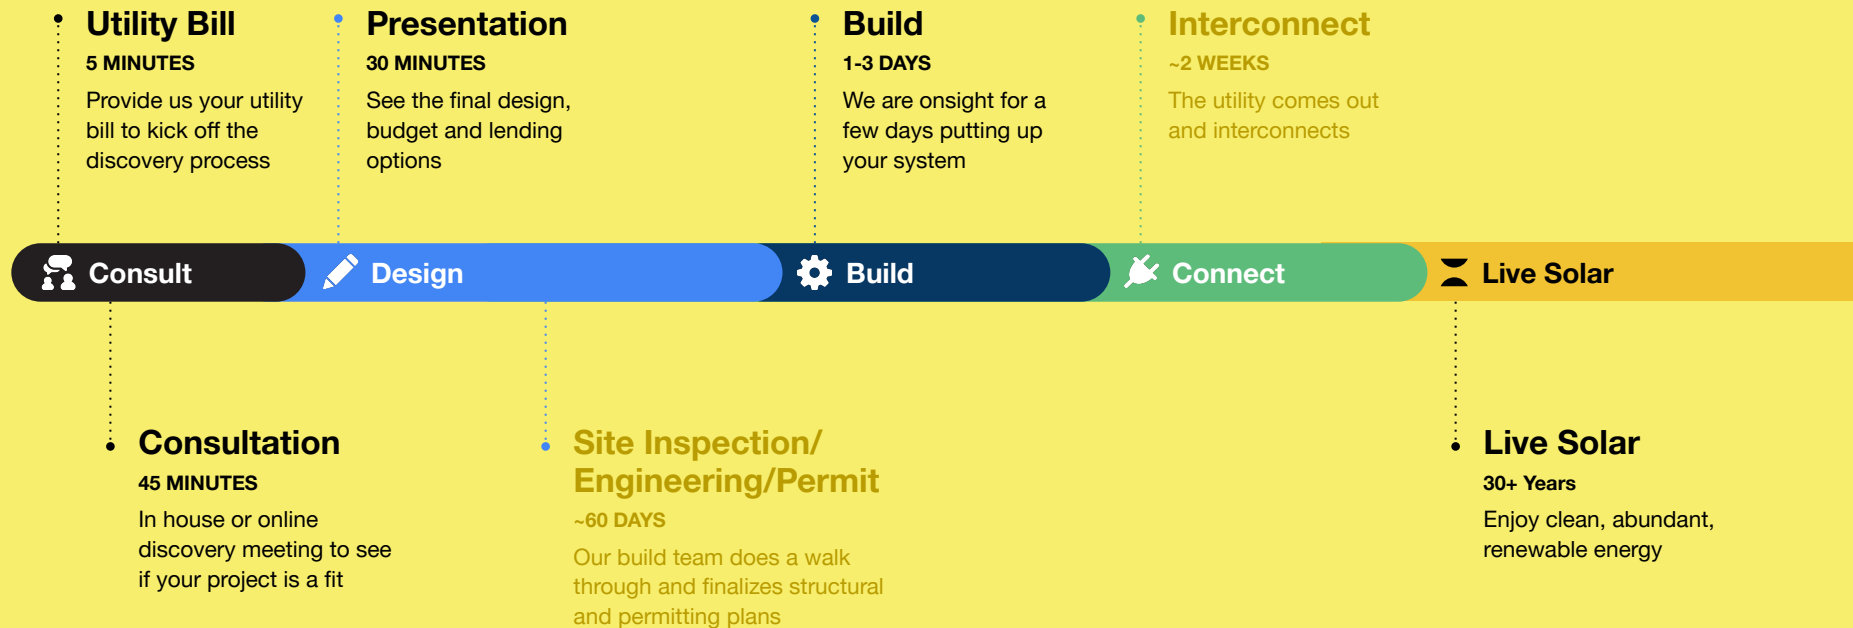 Utility Bill
5 MINUTES
Provide us your utility
bill to kick off the
discovery process
Presentation
30 MINUTES
See the final design,
budget and lending
options
Build
1-3 DAYS
We are onsight for a
few days putting up
your system
Interconnect
~2 WEEKS
The utility comes out
and interconnects
Consult
Design
Build
Connect
Live Solar
Consultation
45 MINUTES
In house or online
discovery meeting to see
if your project is a fit
Site Inspection/
Engineering/Permit
~60 DAYS
Our build team does a walk
through and finalizes structural
and permitting plans
Live Solar
30+ Years
Enjoy clean, abundant,
renewable energy